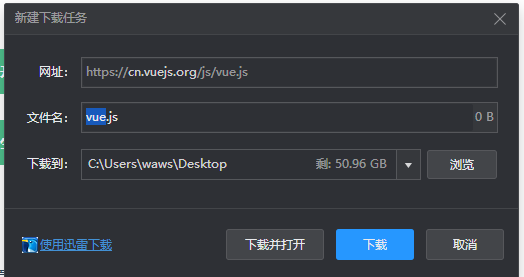 新建下载任务
网址: https://cn.vuejs.org/js/vue.js
文件名: vue.js 0 B
下载到: C:\Users\waws\Desktop 剩: 50.96 GB 浏览
使用迅雷下载 下载并打开 下载 取消